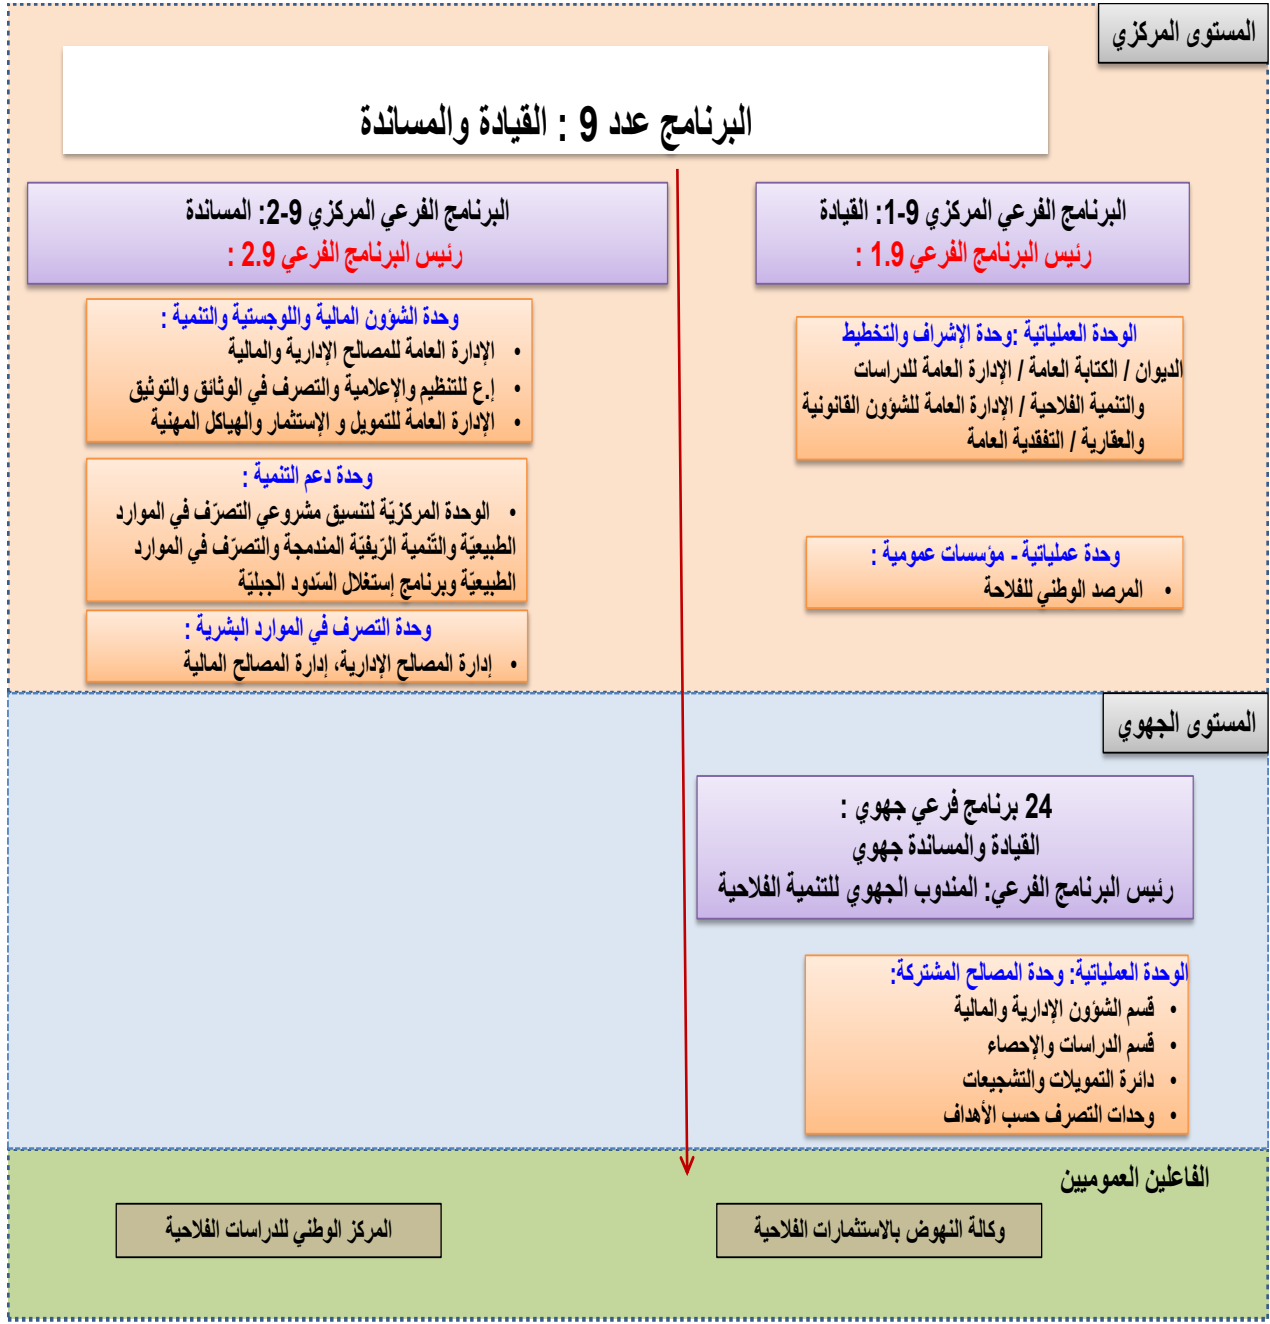 المستوى المركزي
البرنامج عدد 9 : القيادة والمساندة
البرنامج الفرعي المركزي 9-1: القيادة
رئيس البرنامج الفرعي 1.9 :
الوحدة العملياتية :وحدة الإشراف والتخطيط
الديوان / الكتابة العامة / الإدارة العامة للدراسات
والتنمية الفلاحية / الإدارة العامة للشؤون القانونية
والعقارية / التفقدية العامة
وحدة عملياتية - مؤسسات عمومية :
• المرصد الوطني للفلاحة
البرنامج الفرعي المركزي 9-2: المساندة
رئيس البرنامج الفرعي 2.9 :
وحدة الشؤون المالية واللوجستية والتنمية :
• الإدارة العامة للمصالح الإدارية والمالية
• إ.ع للتنظيم والإعلامية والتصرف في الوثائق والتوثيق
• الإدارة العامة للتمويل و الإستثمار والهياكل المهنية
وحدة دعم التنمية :
• الوحدة المركزيّة لتنسيق مشروعي التصرّف في الموارد
الطبيعيّة والتّنمية الرّيفيّة المندمجة والتصرّف في الموارد
الطبيعيّة وبرنامج إستغلال السّدود الجبليّة
وحدة التصرف في الموارد البشرية :
• إدارة المصالح الإدارية، إدارة المصالح المالية
المستوى الجهوي
24 برنامج فرعي جهوي :
القيادة والمساندة جهوي
رئيس البرنامج الفرعي: المندوب الجهوي للتنمية الفلاحية
الوحدة العملياتية: وحدة المصالح المشتركة:
• قسم الشؤون الإدارية والمالية
• قسم الدراسات والإحصاء
• دائرة التمويلات والتشجيعات
• وحدات التصرف حسب الأهداف
الفاعلين العموميين
وكالة النهوض بالاستثمارات الفلاحية
المركز الوطني للدراسات الفلاحية